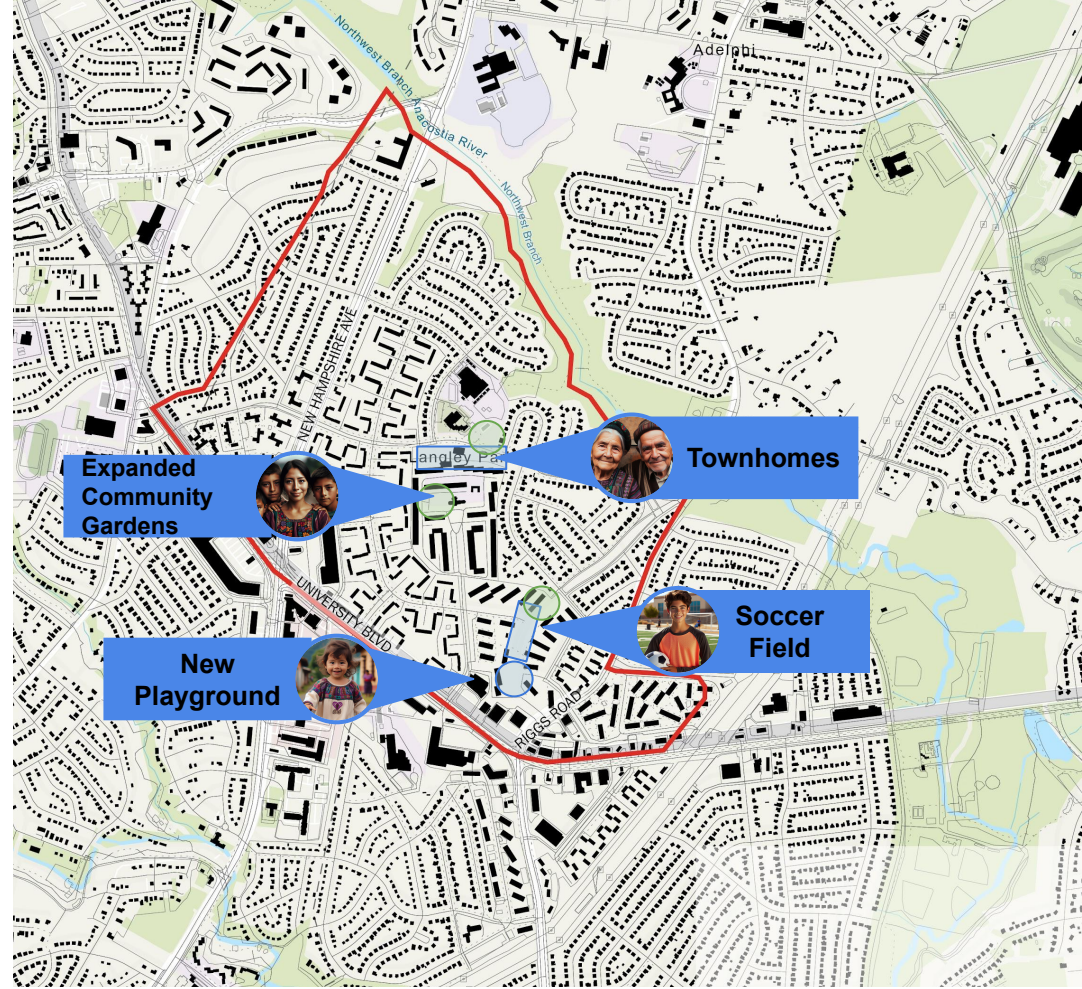 Adelphi
Northwest Branch Anacostia River
Northwest Branch
NEW HAMPSHIRE AVE
Townhomes
angley Pa
Expanded
Community
Gardens
UNIVERSITY BLVD
Soccer
Field
New
Playground
RIGGS ROAD